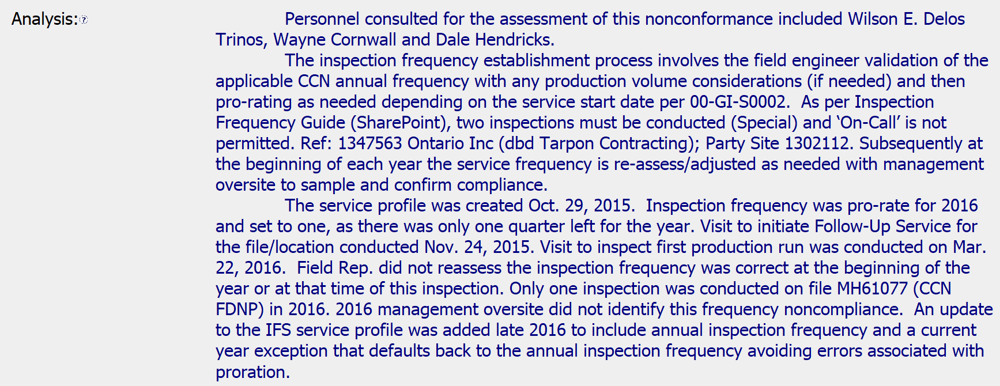 Analysis:
Personnel consulted for the assessment of this nonconformance included Wilson E. Delos
Trinos, Wayne Cornwall and Dale Hendricks.
The inspection frequency establishment process involves the field engineer validation of the
applicable CCN annual frequency with any production volume considerations (if needed) and then
pro-rating as needed depending on the service start date per 00-GI-S0002.  As per Inspection
Frequency Guide (SharePoint), two inspections must be conducted (Special) and ‘On-Call’ is not
permitted. Ref: 1347563 Ontario Inc (dbd Tarpon Contracting); Party Site 1302112. Subsequently at
the beginning of each year the service frequency is re-assess/adjusted as needed with management
oversite to sample and confirm compliance.
The service profile was created Oct. 29, 2015.  Inspection frequency was pro-rate for 2016
and set to one, as there was only one quarter left for the year. Visit to initiate Follow-Up Service for
the file/location conducted Nov. 24, 2015. Visit to inspect first production run was conducted on Mar.
22, 2016.  Field Rep. did not reassess the inspection frequency was correct at the beginning of the
year or at that time of this inspection. Only one inspection was conducted on file MH61077 (CCN
FDNP) in 2016. 2016 management oversite did not identify this frequency noncompliance.  An update
to the IFS service profile was added late 2016 to include annual inspection frequency and a current
year exception that defaults back to the annual inspection frequency avoiding errors associated with
proration.